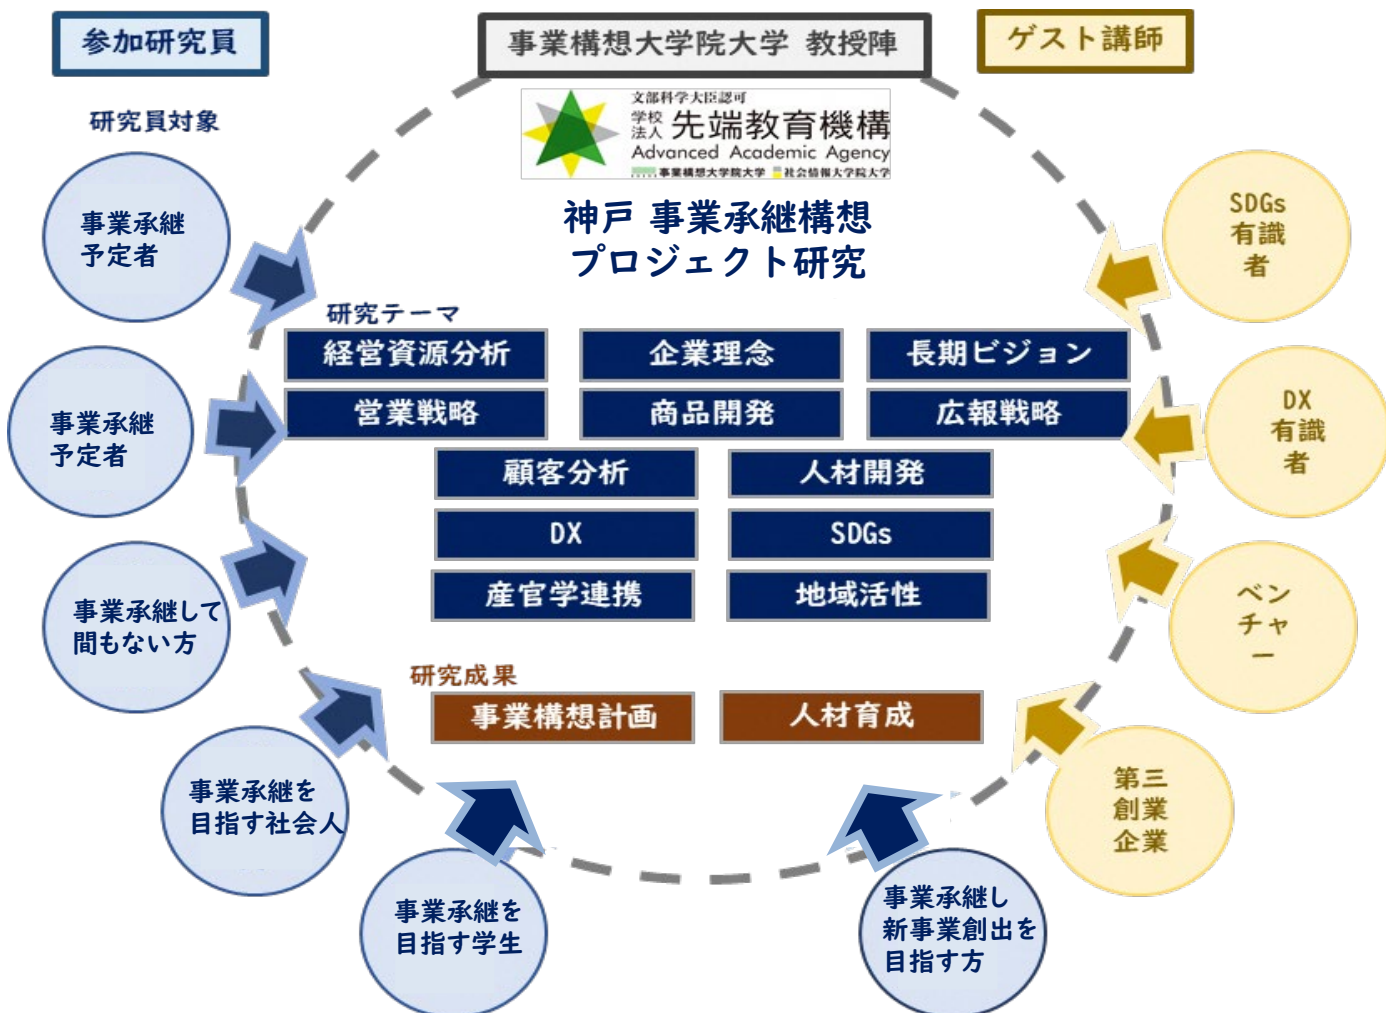 参加研究員
事業構想大学院大学 教授陣
ゲスト講師
研究員対象
文部科学大臣認可
学校
法人
先端教育機構
Advanced Academic Agency
事業構想大学院大学 社会情報大学院大学
神戸 事業承継構想
プロジェクト研究
事業承継
予定者
事業承継
予定者
事業承継して
間もない方
事業承継を
目指す社会人
事業承継を
目指す学生
事業承継し
新事業創出を
目指す方
研究テーマ
経営資源分析
企業理念
長期ビジョン
営業戦略
商品開発
広報戦略
顧客分析
人材開発
DX
SDGs
産官学連携
地域活性
研究成果
事業構想計画
人材育成
SDGs
有識
者
DX
有識
者
ベン
チャ
ー
第三
創業
企業